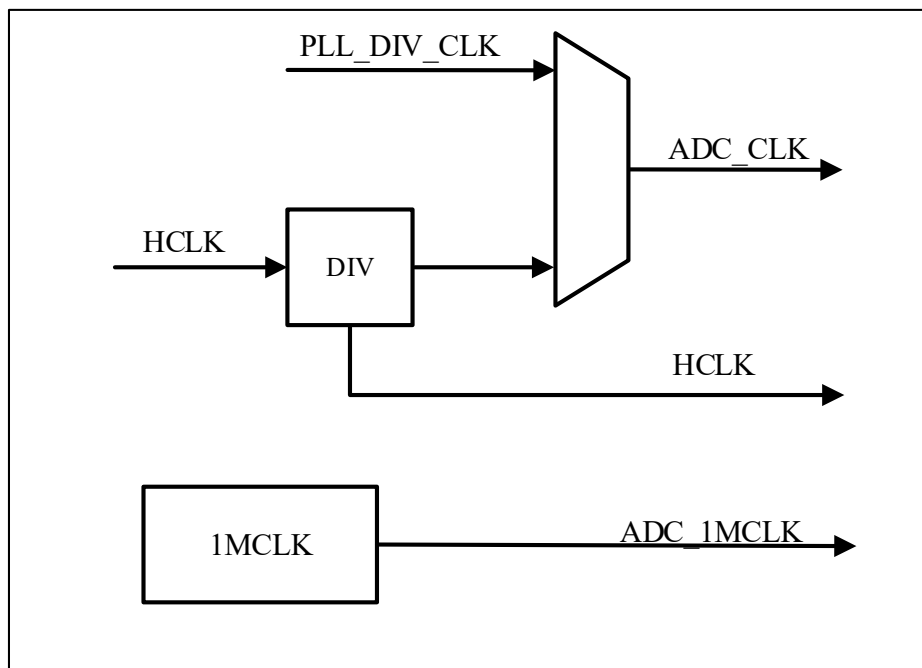 PLL_DIV_CLK
ADC_CLK
HCLK
DIV
HCLK
1MCLK
ADC_1MCLK